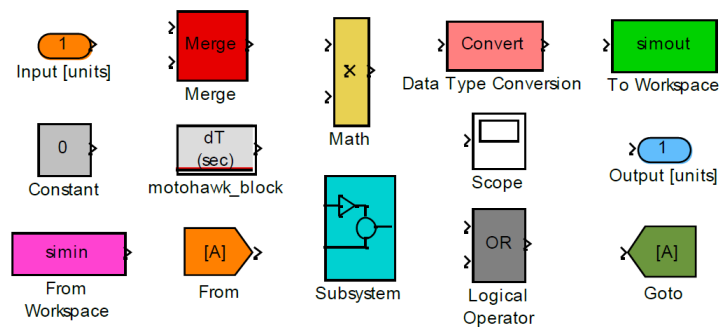 1
Input [units]
Merge
Merge
×
Math
Convert
Data Type Conversion
simout
To Workspace
0
Constant
dT
(sec)
motohawk_block
Scope
1
Output [units]
simin
From
Workspace
[A]
From
Subsystem
OR
Logical
Operator
[A]
Goto